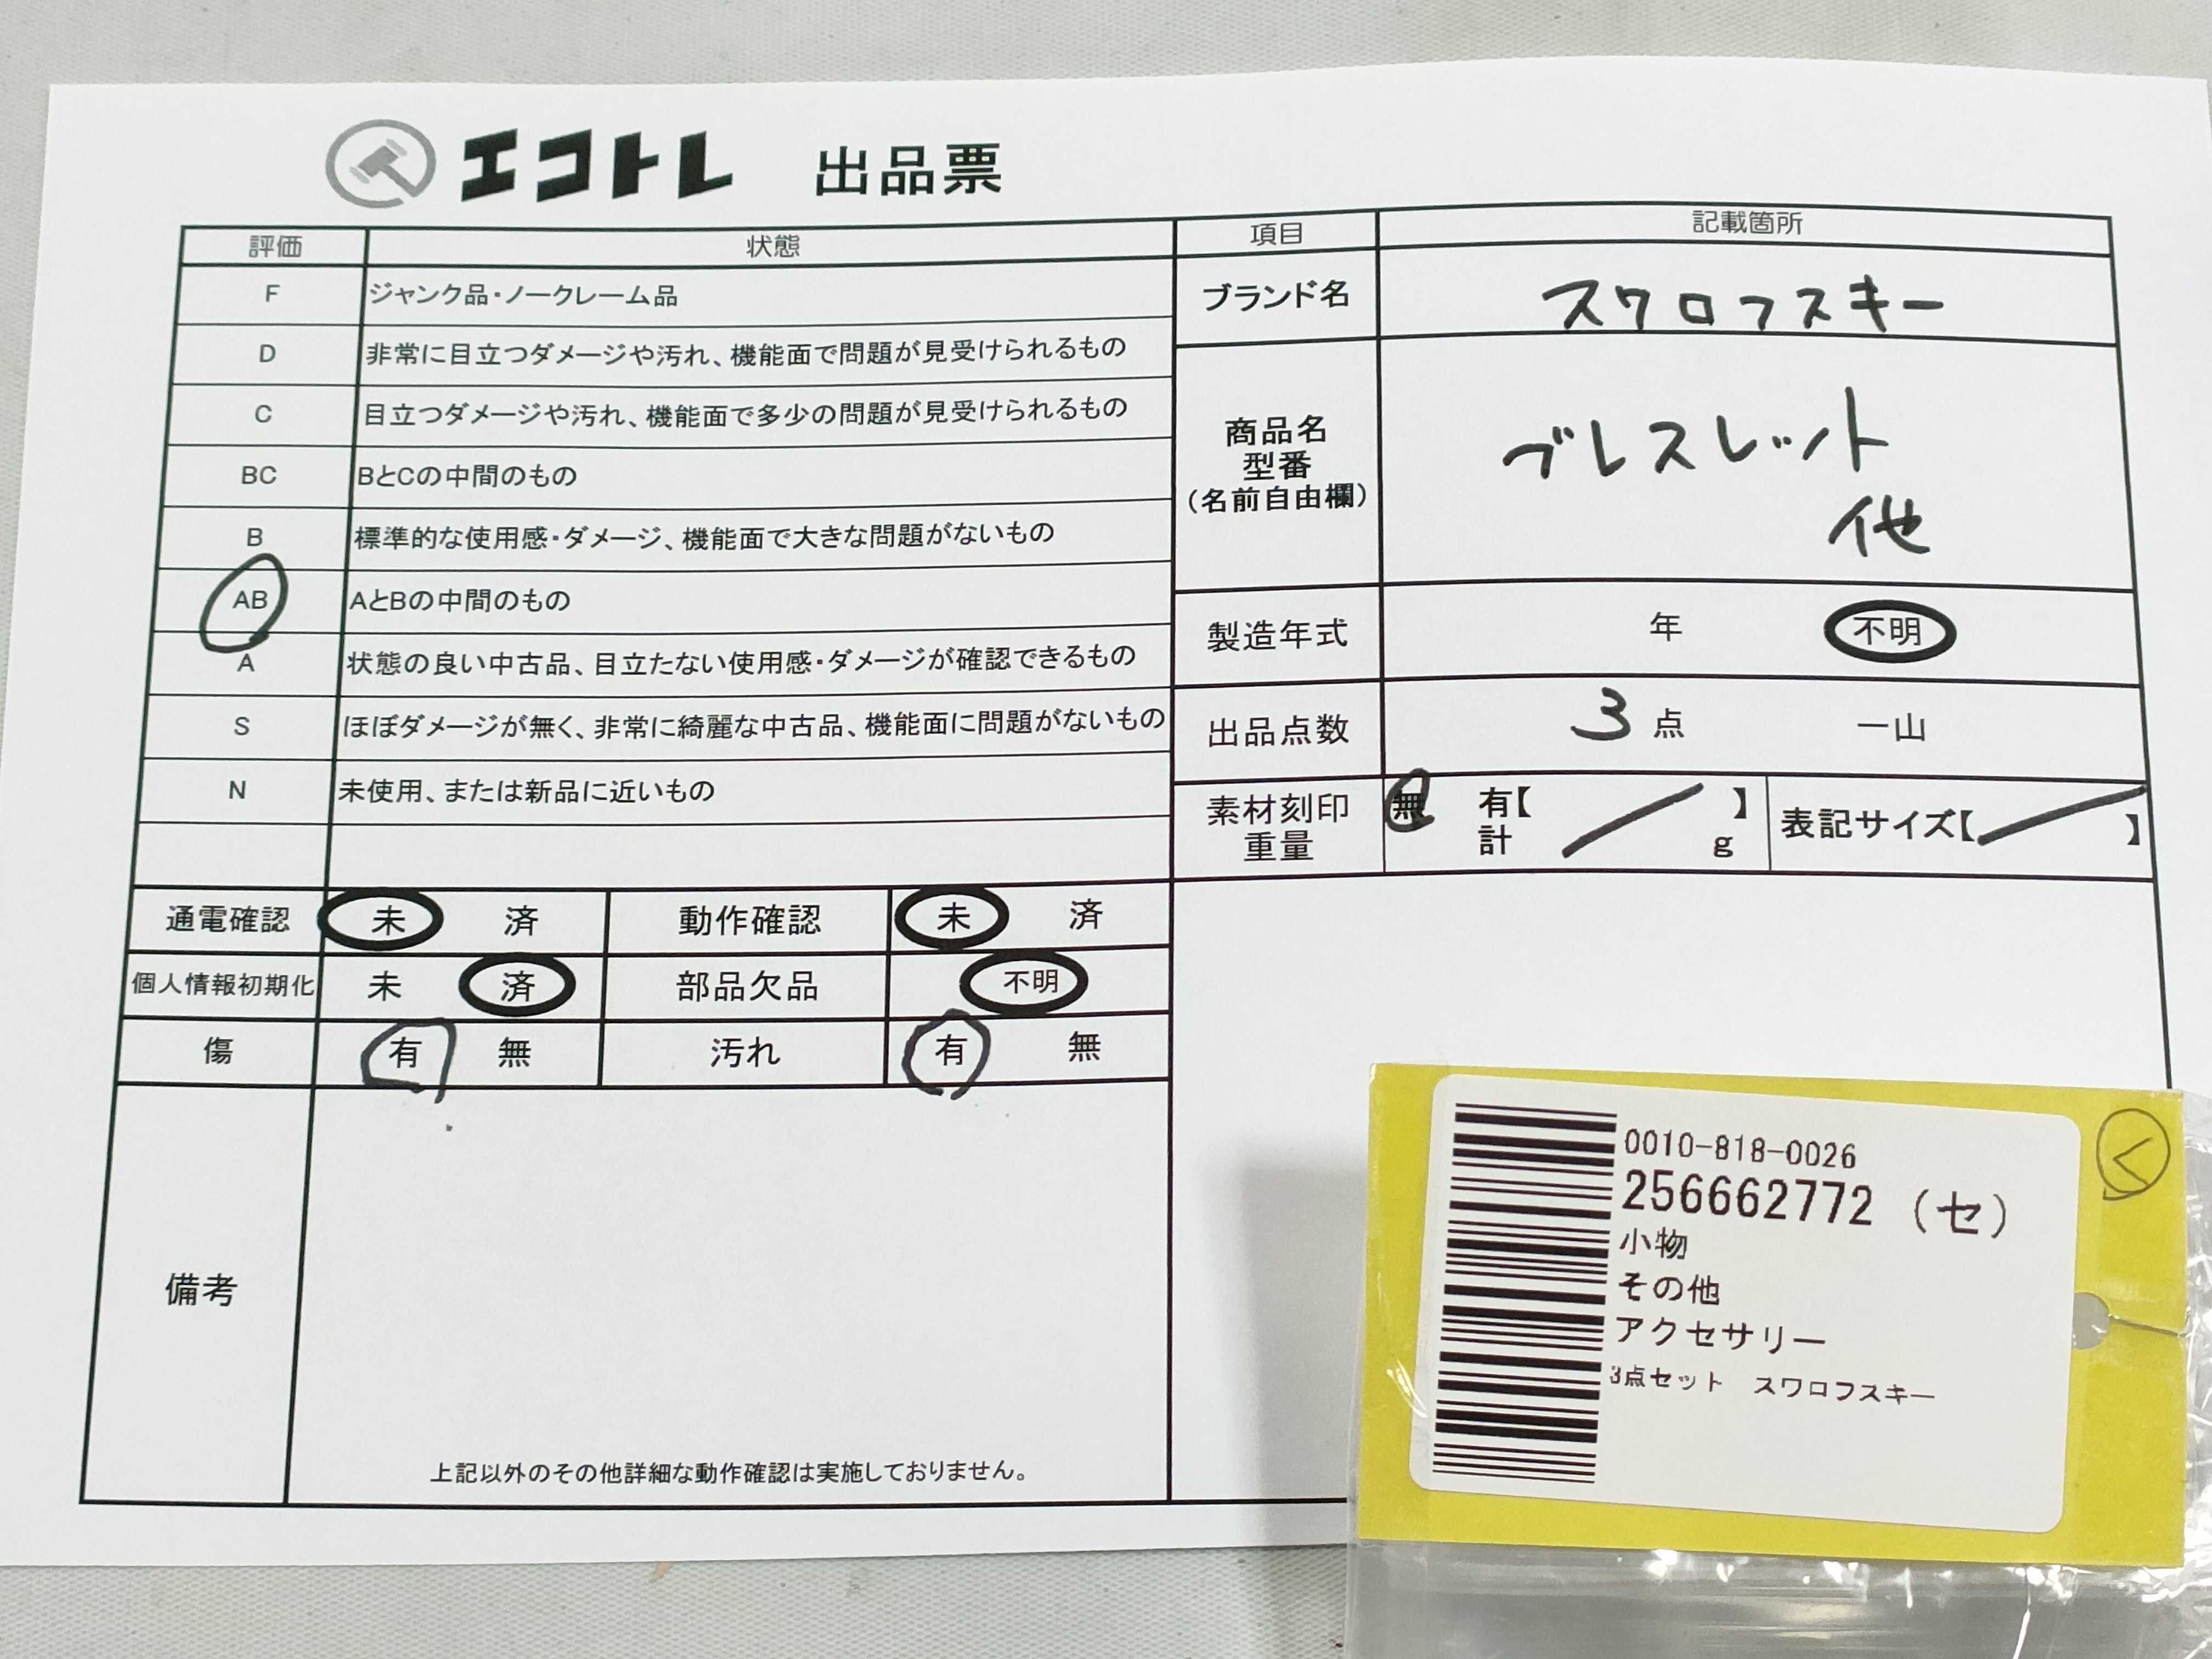 エコトレ 出品票
評価 状態
F ジャンク品・ノークレーム品
D 非常に目立つダメージや汚れ、機能面で問題が見受けられるもの
C 目立つダメージや汚れ、機能面で多少の問題が見受けられるもの
BC BとCの中間のもの
B 標準的な使用感・ダメージ、機能面で大きな問題がないもの
AB AとBの中間のもの
A 状態の良い中古品、目立たない使用感・ダメージが確認できるもの
S ほぼダメージが無く、非常に綺麗な中古品、機能面に問題がないもの
N 未使用、または新品に近いもの
通電確認 未 済 動作確認 未 済
個人情報初期化 未 済 部品欠品 不明
傷 有 無 汚れ 有 無
備考
上記以外のその他詳細な動作確認は実施しておりません。
項目 記載箇所
ブランド名 スワロフスキー
商品名
型番
(名前自由欄)
ブレスレット
他
製造年式 年 不明
出品点数 3点 一山
素材刻印 無 有【 】
重量 計 g
表記サイズ【 】
0010-818-0026
256662772 (セ)
小物
その他
アクセサリー
3点セット スワロフスキー
く